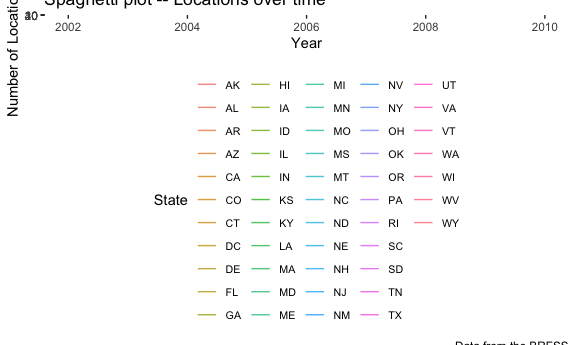 Spaghetti plot -- Locations over time
Number of Locatio
2002 2004 2006 2008 2010
Year
State
AK HI MI NV UT
AL IA MN NY VA
AR ID MO OH VT
AZ IL MS OK WA
CA IN MT OR WI
CO KS NC PA WV
CT KY ND RI WY
DC LA NE SC
DE MA NH SD
FL MD NJ TN
GA ME NM TX
Data from the BRFSS